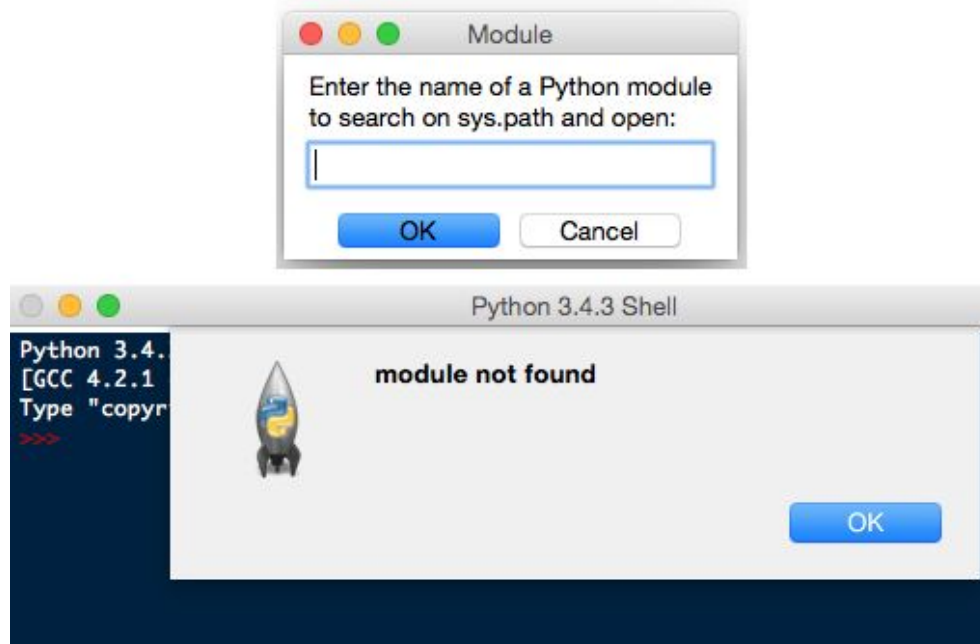 Module
Enter the name of a Python module
to search on sys.path and open:
OK Cancel
Python 3.4.3 Shell
Python 3.4.
[GCC 4.2.1
Type "copyr
>>>
module not found
OK